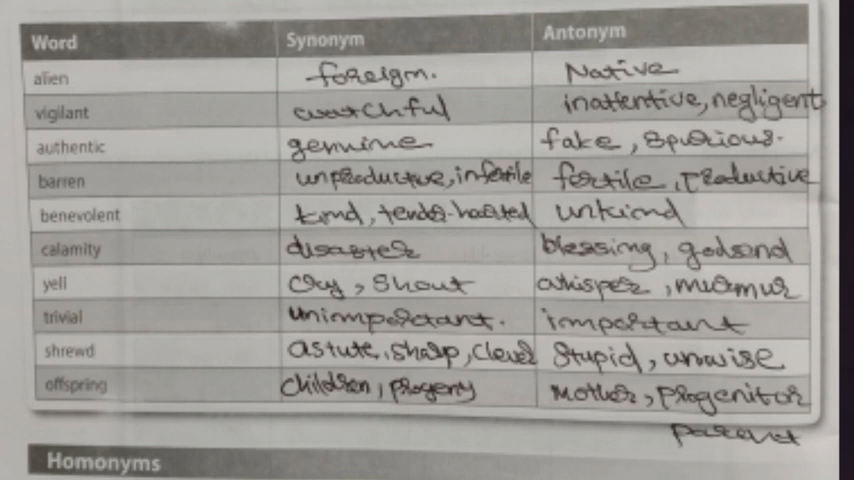 Word Synonym Antonym
alien foreign. Native
vigilant watchful inattentive, negligent
authentic genuine fake, spurious.
barren unproductive, infertile fertile, productive
benevolent kind, tender-hearted unkind
calamity disaster blessing, godsend
yell cry, shout whisper, murmur
trivial unimportant. important
shrewd astute, sharp, clever stupid, unwise
offspring children, progeny mother, progenitor
parent
Homonyms